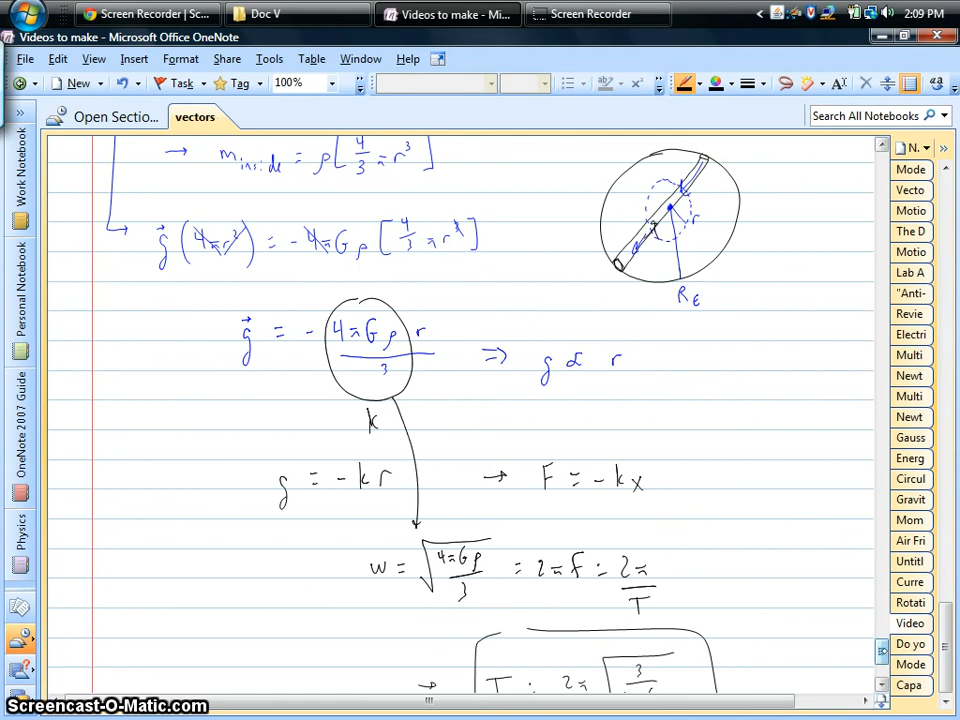 Screen Recorder | Sc...
Doc V
Videos to make - Mi...
Screen Recorder
2:09 PM
Videos to make - Microsoft Office OneNote
File Edit View Insert Format Share Tools Table Window Help
New Task Tag 100%
Open Sectio... vectors Search All Notebooks
Work Notebook
Personal Notebook
OneNote 2007 Guide
Physics
→ m inside = ρ[4/3 πr³]
g⃗ (4πr²) = -4πGρ[4/3 πr³]
r
R_E
g⃗ = - 4πGρ r / 3 => g ∝ r
k
g = -kr → F = -kx
w = √(4πGρ/3) = 2πf = 2π/T
→ T = 2π √3
N.
Mode
Vecto
Motio
The D
Motio
Lab A
"Anti-
Revie
Electri
Multi
Newt
Multi
Newt
Gauss
Energ
Circul
Gravit
Mom
Air Fri
Untitl
Curre
Rotati
Video
Do yo
Mode
Capa
Screencast-O-Matic.com